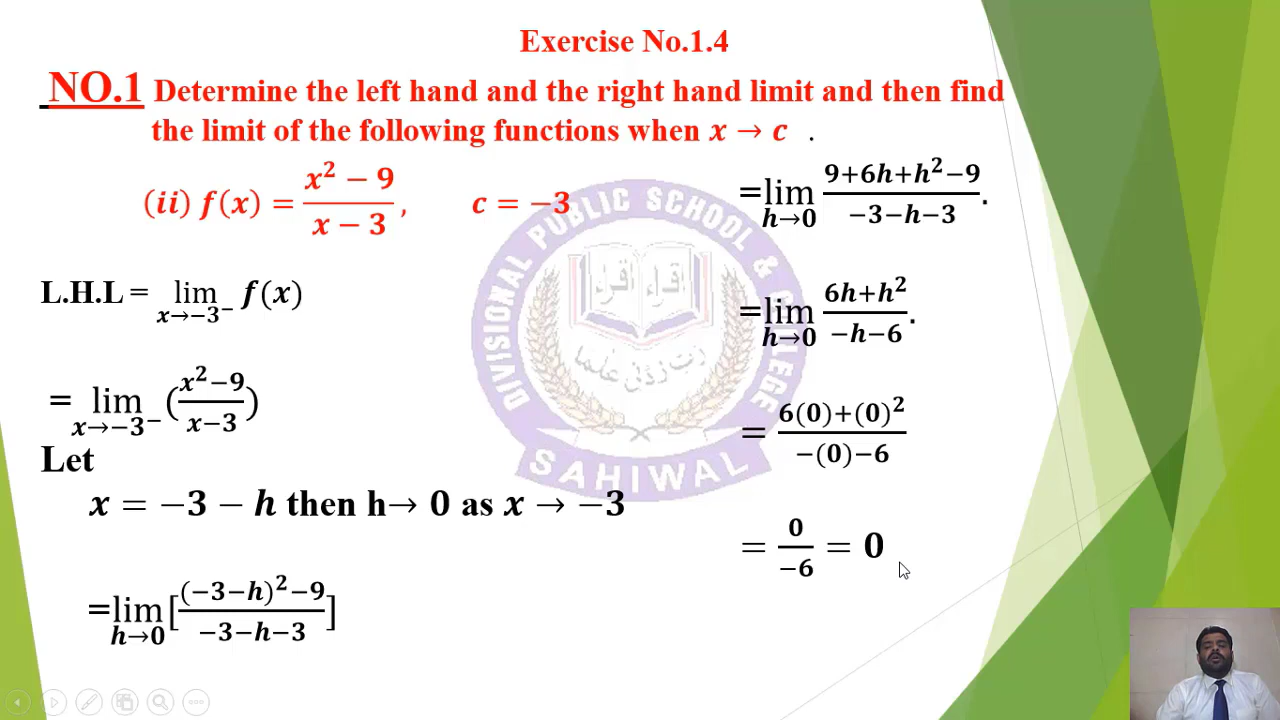 Exercise No.1.4
NO.1 Determine the left hand and the right hand limit and then find
the limit of the following functions when x → c .
(ii) f(x) = (x² − 9)/(x − 3), c = −3
L.H.L = lim x→−3⁻ f(x)
= lim x→−3⁻ ((x²−9)/(x−3))
Let
x = −3 − h then h→ 0 as x → −3
=lim h→0 [((−3−h)²−9)/(−3−h−3)]
=lim h→0 (9+6h+h²−9)/(−3−h−3).
=lim h→0 (6h+h²)/(−h−6).
= (6(0)+(0)²)/(−(0)−6)
= 0/−6 = 0
DIVISIONAL PUBLIC SCHOOL & COLLEGE
SAHIWAL